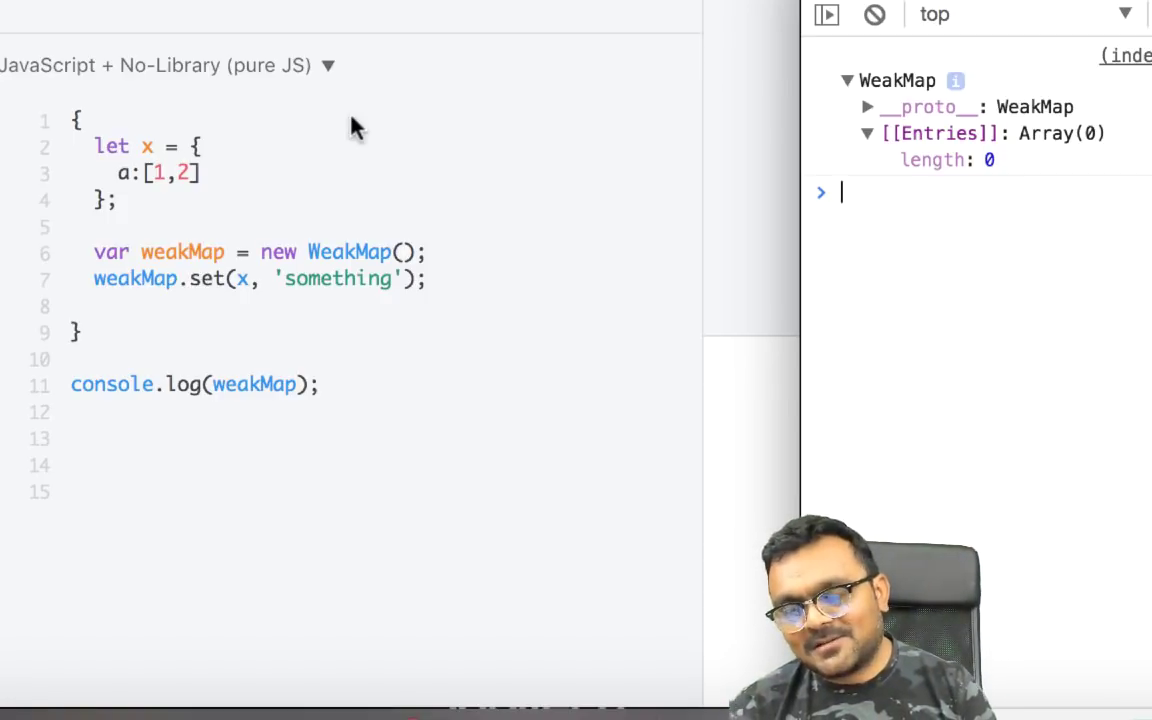 JavaScript + No-Library (pure JS) ▼
1 {
2 let x = {
3 a:[1,2]
4 };
5
6 var weakMap = new WeakMap();
7 weakMap.set(x, 'something');
8
9 }
10
11 console.log(weakMap);
12
13
14
15
top ▼
(inde
▼ WeakMap i
▶ __proto__: WeakMap
▼ [[Entries]]: Array(0)
length: 0
>